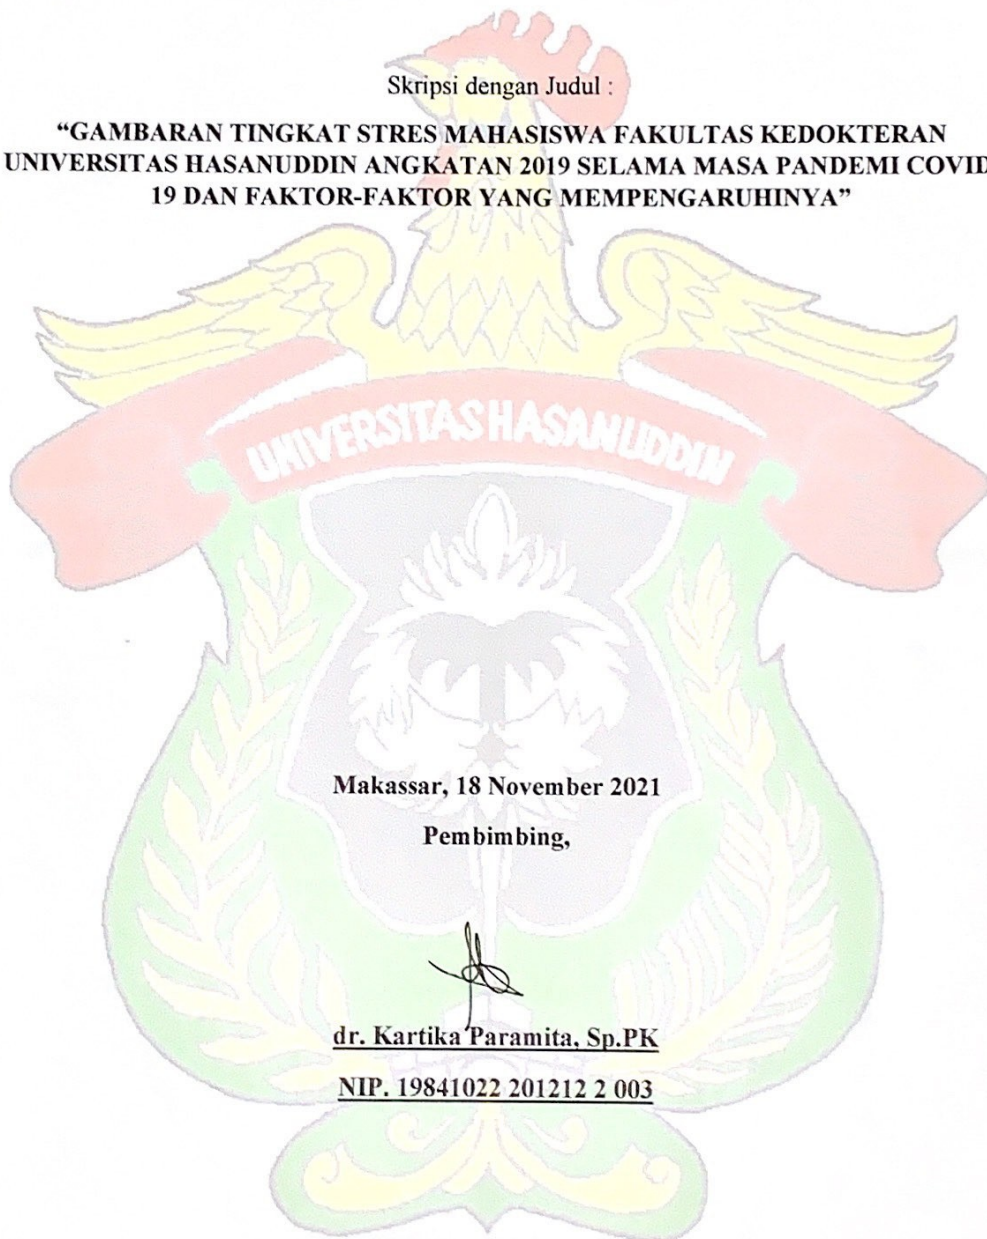 Skripsi dengan Judul :
“GAMBARAN TINGKAT STRES MAHASISWA FAKULTAS KEDOKTERAN
UNIVERSITAS HASANUDDIN ANGKATAN 2019 SELAMA MASA PANDEMI COVID
19 DAN FAKTOR-FAKTOR YANG MEMPENGARUHINYA”
UNIVERSITAS HASANUDDIN
Makassar, 18 November 2021
Pembimbing,
dr. Kartika Paramita, Sp.PK
NIP. 19841022 201212 2 003